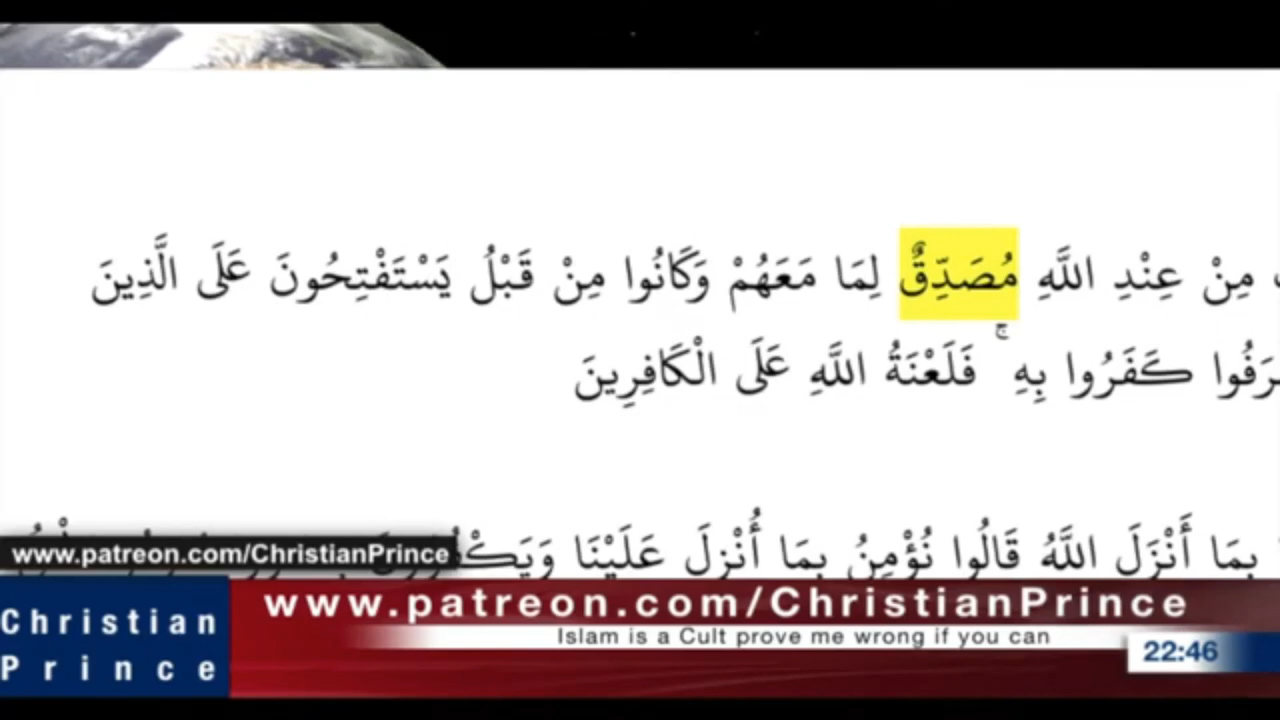 مِنْ عِنْدِ اللَّهِ مُصَدِّقٌ لِمَا مَعَهُمْ وَكَانُوا مِنْ قَبْلُ يَسْتَفْتِحُونَ عَلَى الَّذِينَ
كَفَرُوا بِهِ ۚ فَلَعْنَةُ اللَّهِ عَلَى الْكَافِرِينَ
بِمَا أَنْزَلَ اللَّهُ قَالُوا نُؤْمِنُ بِمَا أُنْزِلَ عَلَيْنَا
www.patreon.com/ChristianPrince
www.patreon.com/ChristianPrince
Christian
Prince
Islam is a Cult prove me wrong if you can
22:46